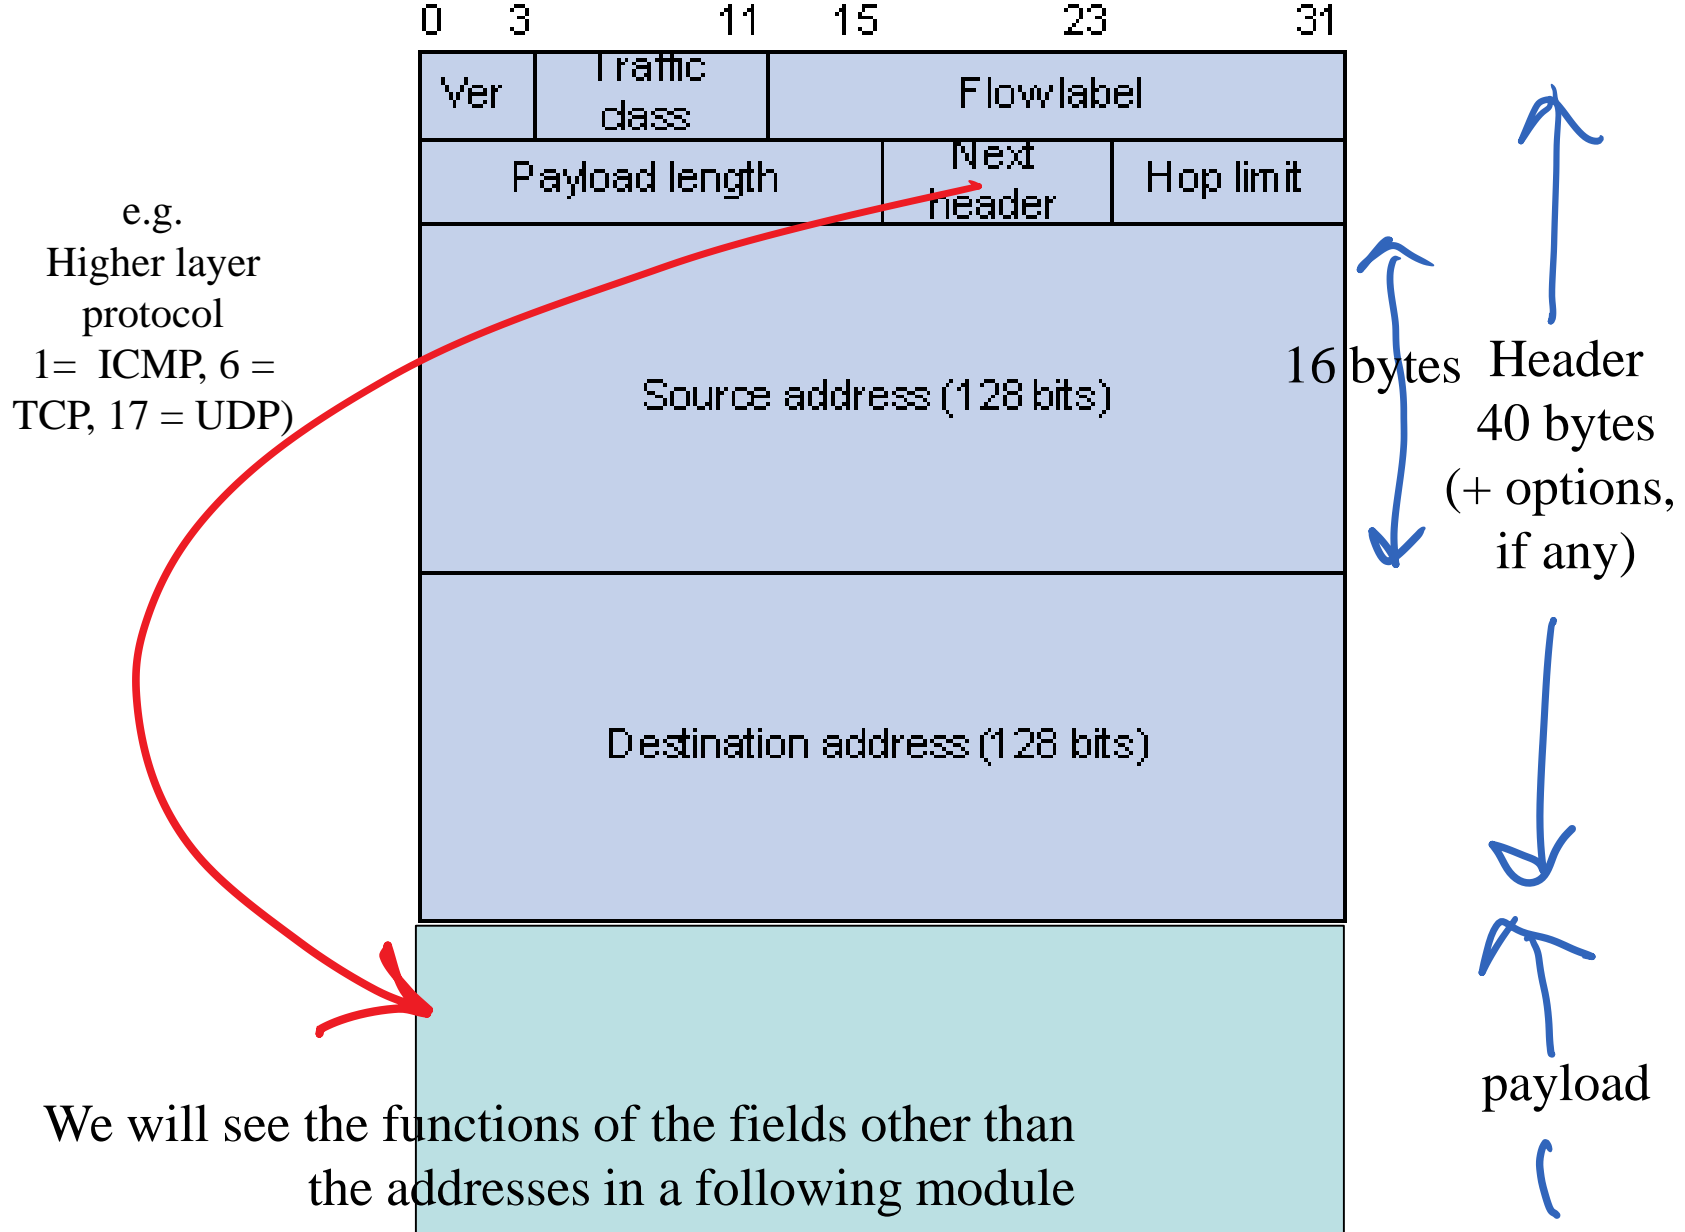 0 3 11 15 23 31
Ver
Traffic
class
Flow label
Payload length
Next
header
Hop limit
e.g.
Higher layer
protocol
1= ICMP, 6 =
TCP, 17 = UDP)
Source address (128 bits)
16 bytes
Header
40 bytes
(+ options,
if any)
Destination address (128 bits)
payload
We will see the functions of the fields other than
the addresses in a following module